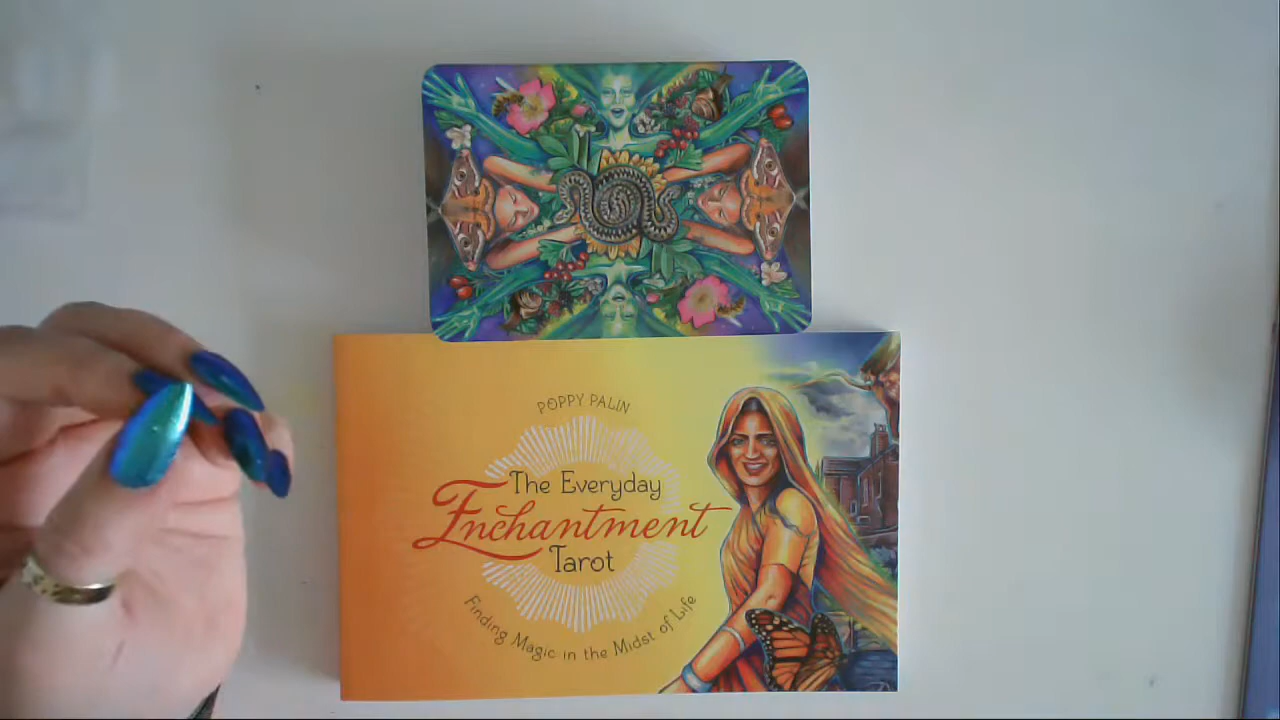 POPPY PALIN
The Everyday
Enchantment
Tarot
Finding Magic in the Midst of Life